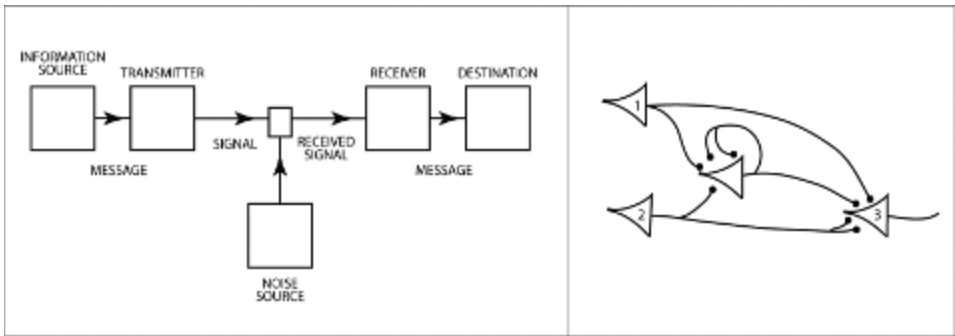 INFORMATION
SOURCE
TRANSMITTER
RECEIVER
DESTINATION
SIGNAL
RECEIVED
SIGNAL
MESSAGE
MESSAGE
NOISE
SOURCE
1
2
3